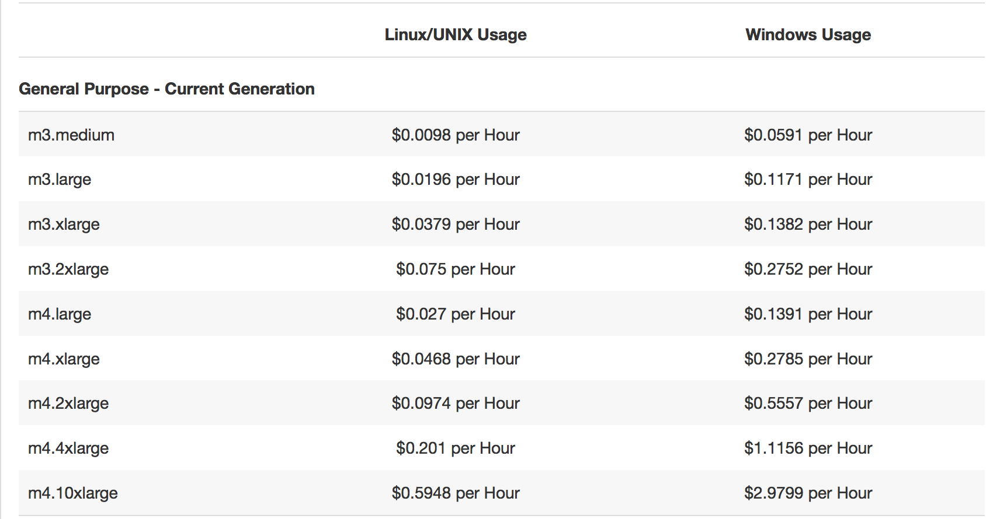 Linux/UNIX Usage Windows Usage
General Purpose - Current Generation
m3.medium $0.0098 per Hour $0.0591 per Hour
m3.large $0.0196 per Hour $0.1171 per Hour
m3.xlarge $0.0379 per Hour $0.1382 per Hour
m3.2xlarge $0.075 per Hour $0.2752 per Hour
m4.large $0.027 per Hour $0.1391 per Hour
m4.xlarge $0.0468 per Hour $0.2785 per Hour
m4.2xlarge $0.0974 per Hour $0.5557 per Hour
m4.4xlarge $0.201 per Hour $1.1156 per Hour
m4.10xlarge $0.5948 per Hour $2.9799 per Hour